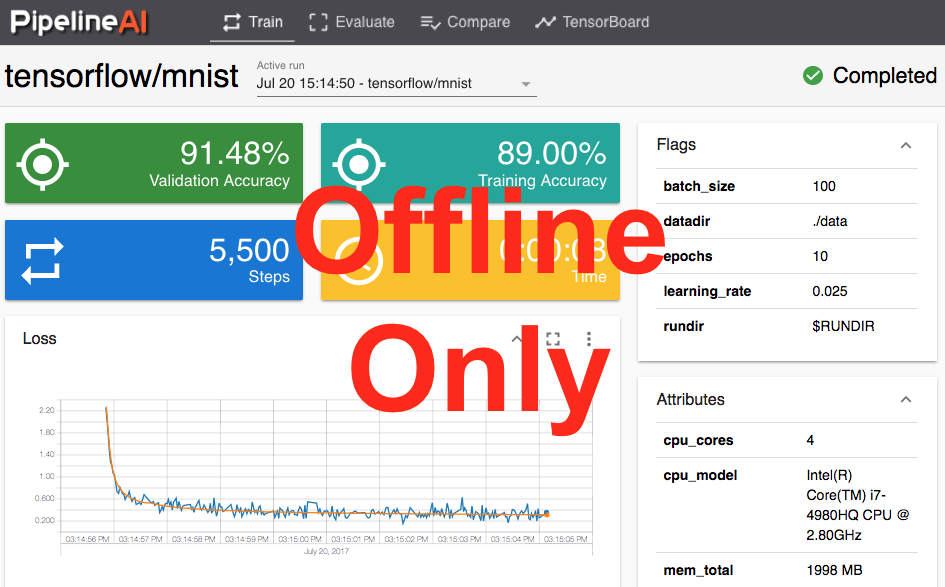 PipelineAI
Train
Evaluate
Compare
TensorBoard
tensorflow/mnist
Active run
Jul 20 15:14:50 - tensorflow/mnist
Completed
91.48%
Validation Accuracy
89.00%
Training Accuracy
5,500
Steps
Time
Offline
Only
Loss
2.20
1.80
1.40
1.00
0.600
0.200
03:14:56 PM 03:14:57 PM 03:14:58 PM 03:14:59 PM 03:15:00 PM 03:15:01 PM 03:15:02 PM 03:15:03 PM 03:15:04 PM 03:15:05 PM
July 20, 2017
Flags
batch_size 100
datadir ./data
epochs 10
learning_rate 0.025
rundir $RUNDIR
Attributes
cpu_cores 4
cpu_model Intel(R)
Core(TM) i7-
4980HQ CPU @
2.80GHz
mem_total 1998 MB